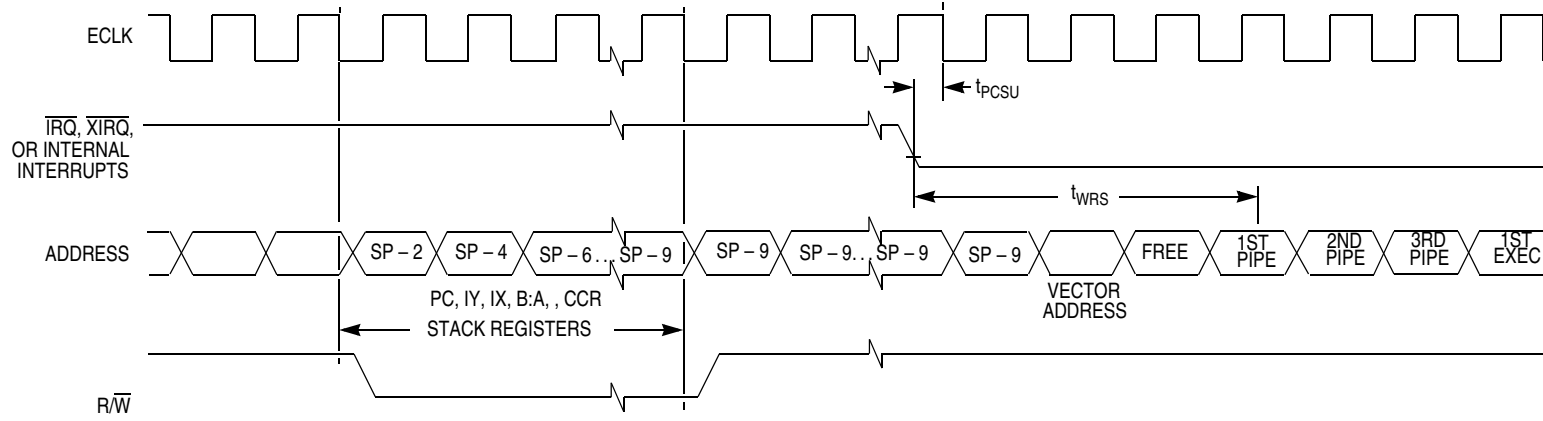 ECLK
t_PCSU
IRQ, XIRQ,
OR INTERNAL
INTERRUPTS
t_WRS
ADDRESS
SP – 2
SP – 4
SP – 6 . . . SP – 9
SP – 9
SP – 9. . . SP – 9
SP – 9
FREE
1ST
PIPE
2ND
PIPE
3RD
PIPE
1ST
EXEC
VECTOR
ADDRESS
PC, IY, IX, B:A, , CCR
STACK REGISTERS
R/W